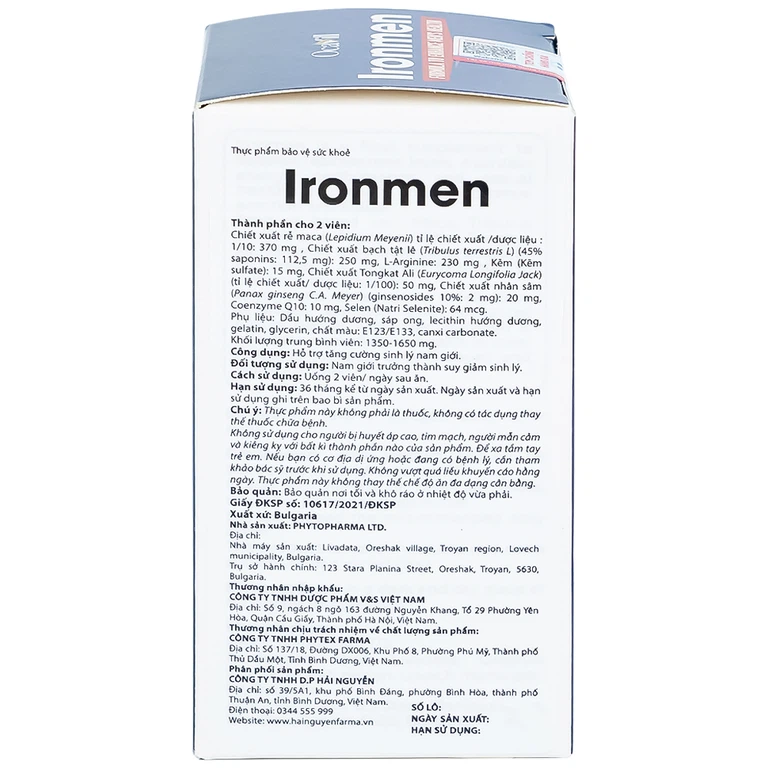 Ocavill
Ironmen
FORMULA TO ENHANCE MEN'S HEALTH
Thực phẩm bảo vệ sức khoẻ
Ironmen
Thành phần cho 2 viên:
Chiết xuất rễ maca (Lepidium Meyenii) tỉ lệ chiết xuất /dược liệu :
1/10: 370 mg , Chiết xuất bạch tật lê (Tribulus terrestris L) (45%
saponins: 112,5 mg): 250 mg, L-Arginine: 230 mg , Kẽm (Kẽm
sulfate): 15 mg, Chiết xuất Tongkat Ali (Eurycoma Longifolia Jack)
(tỉ lệ chiết xuất/ dược liệu: 1/100): 50 mg, Chiết xuất nhân sâm
(Panax ginseng C.A. Meyer) (ginsenosides 10%: 2 mg): 20 mg,
Coenzyme Q10: 10 mg, Selen (Natri Selenite): 64 mcg.
Phụ liệu: Dầu hướng dương, sáp ong, lecithin hướng dương,
gelatin, glycerin, chất màu: E123/E133, canxi carbonate.
Khối lượng trung bình viên: 1350-1650 mg.
Công dụng: Hỗ trợ tăng cường sinh lý nam giới.
Đối tượng sử dụng: Nam giới trưởng thành suy giảm sinh lý.
Cách sử dụng: Uống 2 viên/ ngày sau ăn.
Hạn sử dụng: 36 tháng kể từ ngày sản xuất. Ngày sản xuất và hạn
sử dụng ghi trên bao bì sản phẩm.
Chú ý: Thực phẩm này không phải là thuốc, không có tác dụng thay
thế thuốc chữa bệnh.
Không sử dụng cho người bị huyết áp cao, tim mạch, người mẫn cảm
và kiêng kỵ với bất kì thành phần nào của sản phẩm. Để xa tầm tay
trẻ em. Nếu bạn có cơ địa dị ứng hoặc đang có bệnh lý, cần tham
khảo bác sỹ trước khi sử dụng. Không vượt quá liều khuyến cáo hằng
ngày. Thực phẩm này không thay thế chế độ ăn đa dạng cân bằng.
Bảo quản: Bảo quản nơi tối và khô ráo ở nhiệt độ vừa phải.
Giấy ĐKSP số: 10617/2021/ĐKSP
Xuất xứ: Bulgaria
Nhà sản xuất: PHYTOPHARMA LTD.
Địa chỉ:
Nhà máy sản xuất: Livadata, Oreshak village, Troyan region, Lovech
municipality, Bulgaria.
Trụ sở hành chính: 123 Stara Planina Street, Oreshak, Troyan, 5630,
Bulgaria.
Thương nhân nhập khẩu:
CÔNG TY TNHH DƯỢC PHẨM V&S VIỆT NAM
Địa chỉ: Số 9, ngách 8 ngõ 163 đường Nguyễn Khang, Tổ 29 Phường Yên
Hòa, Quận Cầu Giấy, Thành phố Hà Nội, Việt Nam.
Thương nhân chịu trách nhiệm về chất lượng sản phẩm:
CÔNG TY TNHH PHYTEX FARMA
Địa chỉ: Số 137/18, Đường DX006, Khu Phố 8, Phường Phú Mỹ, Thành phố
Thủ Dầu Một, Tỉnh Bình Dương, Việt Nam.
Phân phối sản phẩm:
CÔNG TY TNHH D.P HẢI NGUYÊN
Địa chỉ: số 39/5A1, khu phố Bình Đáng, phường Bình Hòa, thành phố
Thuận An, tỉnh Bình Dương, Việt Nam.
Điện thoại: 0344 555 999
Website: www.hainguyenfarma.vn
SỐ LÔ:
NGÀY SẢN XUẤT:
HẠN SỬ DỤNG: